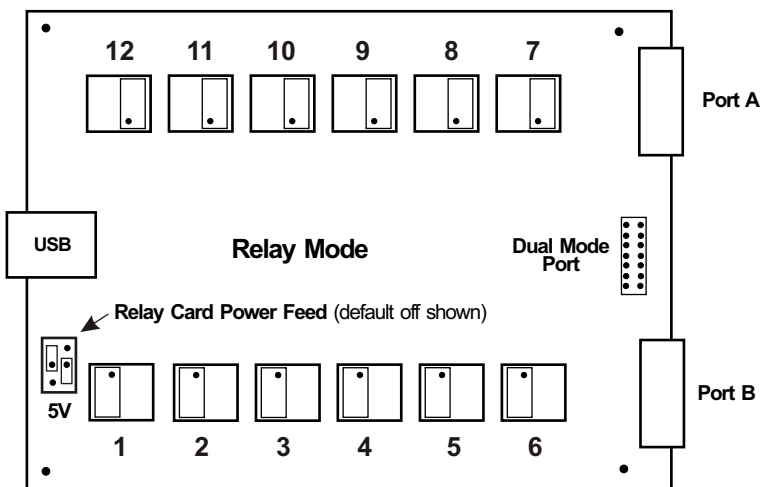 12 11 10 9 8 7
Port A
USB
Relay Mode
Dual Mode
Port
Relay Card Power Feed (default off shown)
5V
Port B
1 2 3 4 5 6